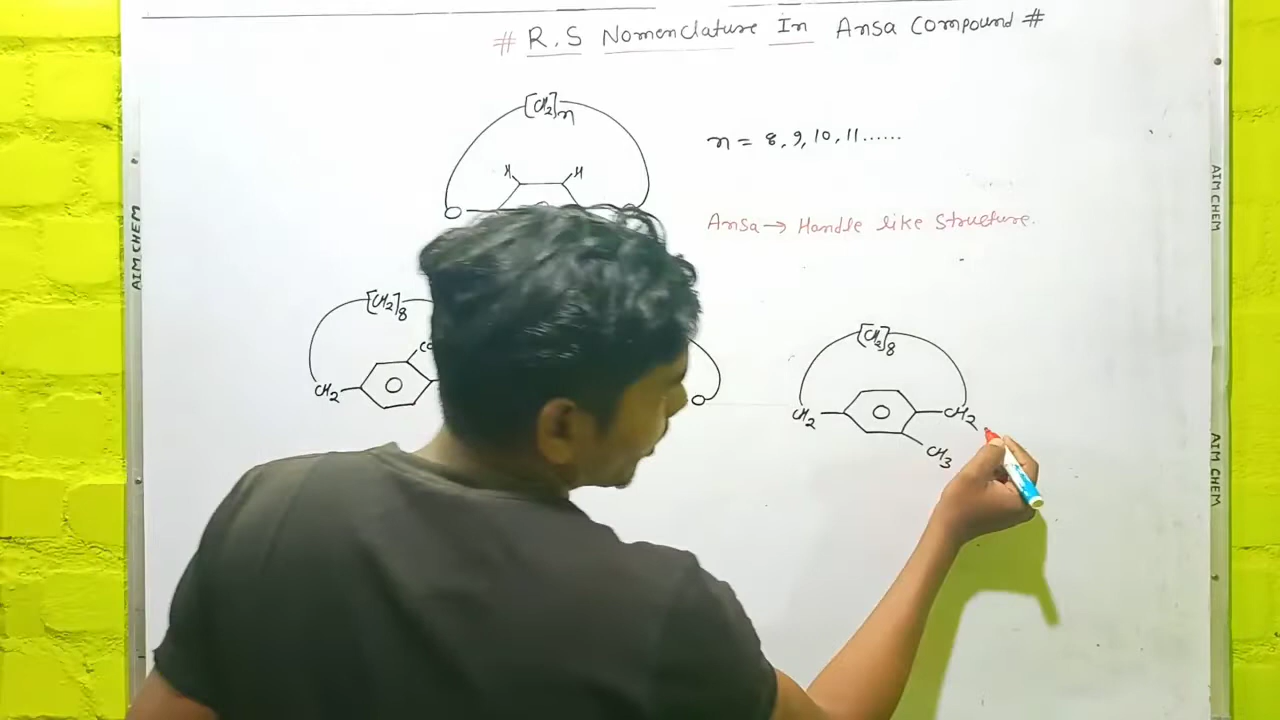 # R.S Nomenclature In Ansa Compound #
[CH2]n
n = 8, 9, 10, 11......
H H
O
Ansa → Handle like Structure.
[CH2]8
CH2
O
[CH2]8
CH2
CH2
CH3
AIM CHEM
AIM CHEM
AIM CHEM